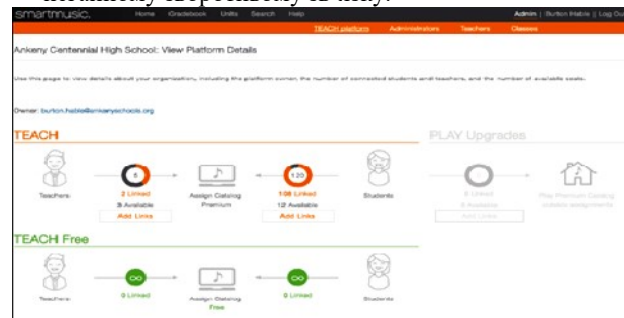 smartmusic. Home Gradebook Units Search Help Admin | Burton Hable || Log Ou
TEACH platform Administrators Teachers Classes
Ankeny Centennial High School: View Platform Details
Use this page to view details about your organization, including the platform owner, the number of connected students and teachers, and the number of available seats.
Owner: burton.hable@ankenyschools.org
TEACH PLAY Upgrades
5 120
Teachers 2 Linked Assign Catalog 108 Linked Students 0 Linked Play Premium Catalog
3 Available Premium 12 Available 0 Available outside assignments
Add Links Add Links Add Links
TEACH Free
Teachers 0 Linked Assign Catalog 0 Linked Students
Free